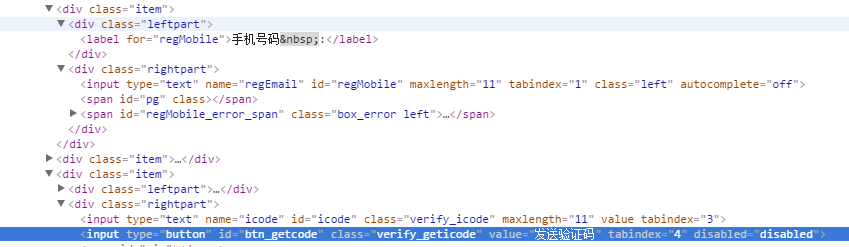 ▼<div class="item">
▼<div class="leftpart">
<label for="regMobile">手机号码&nbsp;:</label>
</div>
▼<div class="rightpart">
<input type="text" name="regEmail" id="regMobile" maxlength="11" tabindex="1" class="left" autocomplete="off">
<span id="pg" class></span>
▶<span id="regMobile_error_span" class="box_error left">…</span>
</div>
</div>
▶<div class="item">…</div>
▼<div class="item">
▶<div class="leftpart">…</div>
▼<div class="rightpart">
<input type="text" name="icode" id="icode" class="verify_icode" maxlength="11" value tabindex="3">
<input type="button" id="btn_getcode" class="verify_geticode" value="发送验证码" tabindex="4" disabled="disabled">